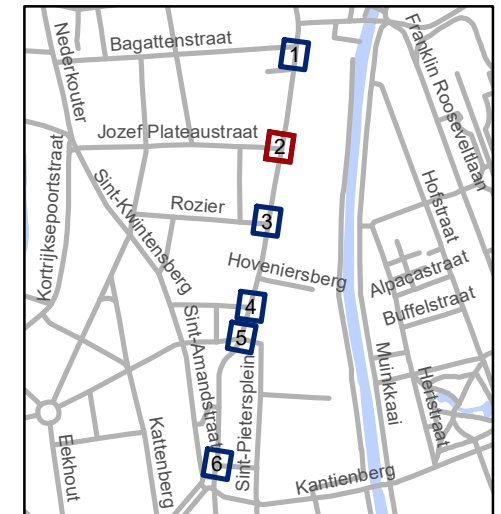 Nederkouter
Bagattenstraat
1
Franklin Rooseveltlaan
Jozef Plateaustraat
2
Kortrijksepoortstraat
Sint-Kwintensberg
Rozier
3
Hofstraat
Hoveniersberg
Alpacastraat
Buffelstraat
4
5
Sint-Amandstraat
Sint-Pietersplein
Muinkkaai
Hertstraat
Eekhout
Kattenberg
6
Kantienberg